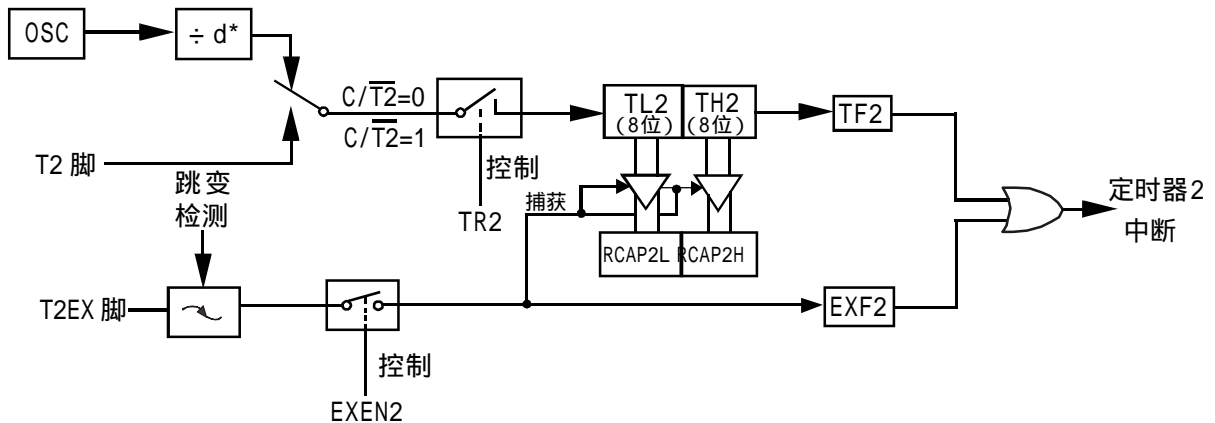 OSC
÷ d*
C/T2=0
C/T2=1
T2 脚
控制
TR2
TL2
(8位)
TH2
(8位)
TF2
跳变
检测
捕获
RCAP2L
RCAP2H
定时器2
中断
T2EX 脚
EXF2
控制
EXEN2